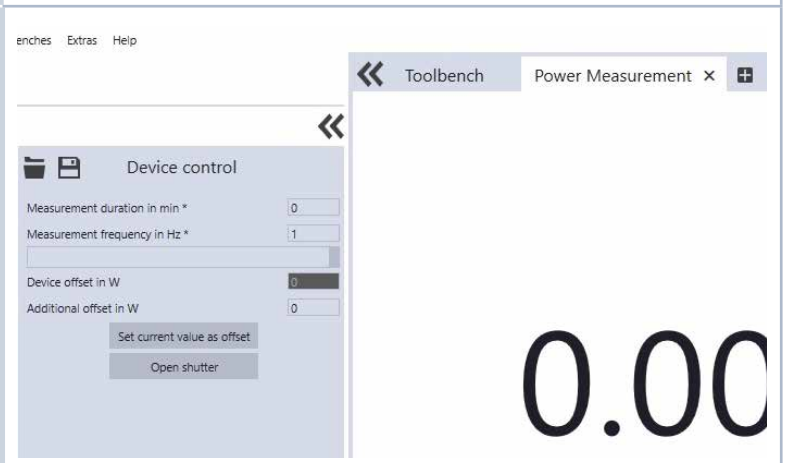 Extras Help
Toolbench Power Measurement
Device control
Measurement duration in min * 0
Measurement frequency in Hz * 1
Device offset in W 0
Additional offset in W 0
Set current value as offset
Open shutter
0.00